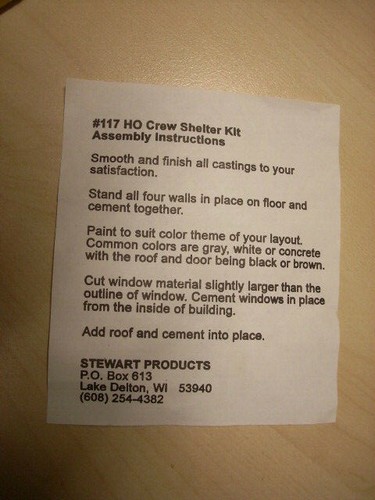 #117 HO Crew Shelter Kit
Assembly Instructions
Smooth and finish all castings to your
satisfaction.
Stand all four walls in place on floor and
cement together.
Paint to suit color theme of your layout.
Common colors are gray, white or concrete
with the roof and door being black or brown.
Cut window material slightly larger than the
outline of window. Cement windows in place
from the inside of building.
Add roof and cement into place.
STEWART PRODUCTS
P.O. Box 613
Lake Delton, WI 53940
(608) 254-4382